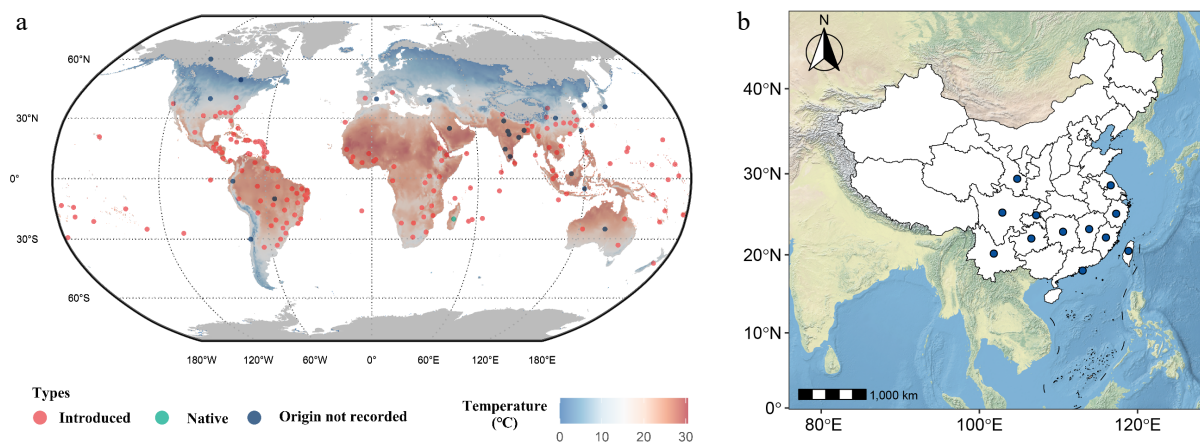 a
60°N
30°N
0°
30°S
60°S
180°W 120°W 60°W 0° 60°E 120°E 180°E
Types
Introduced Native Origin not recorded
Temperature
(°C)
0 10 20 30
b
N
40°N
30°N
20°N
10°N
0°
1,000 km
80°E 100°E 120°E